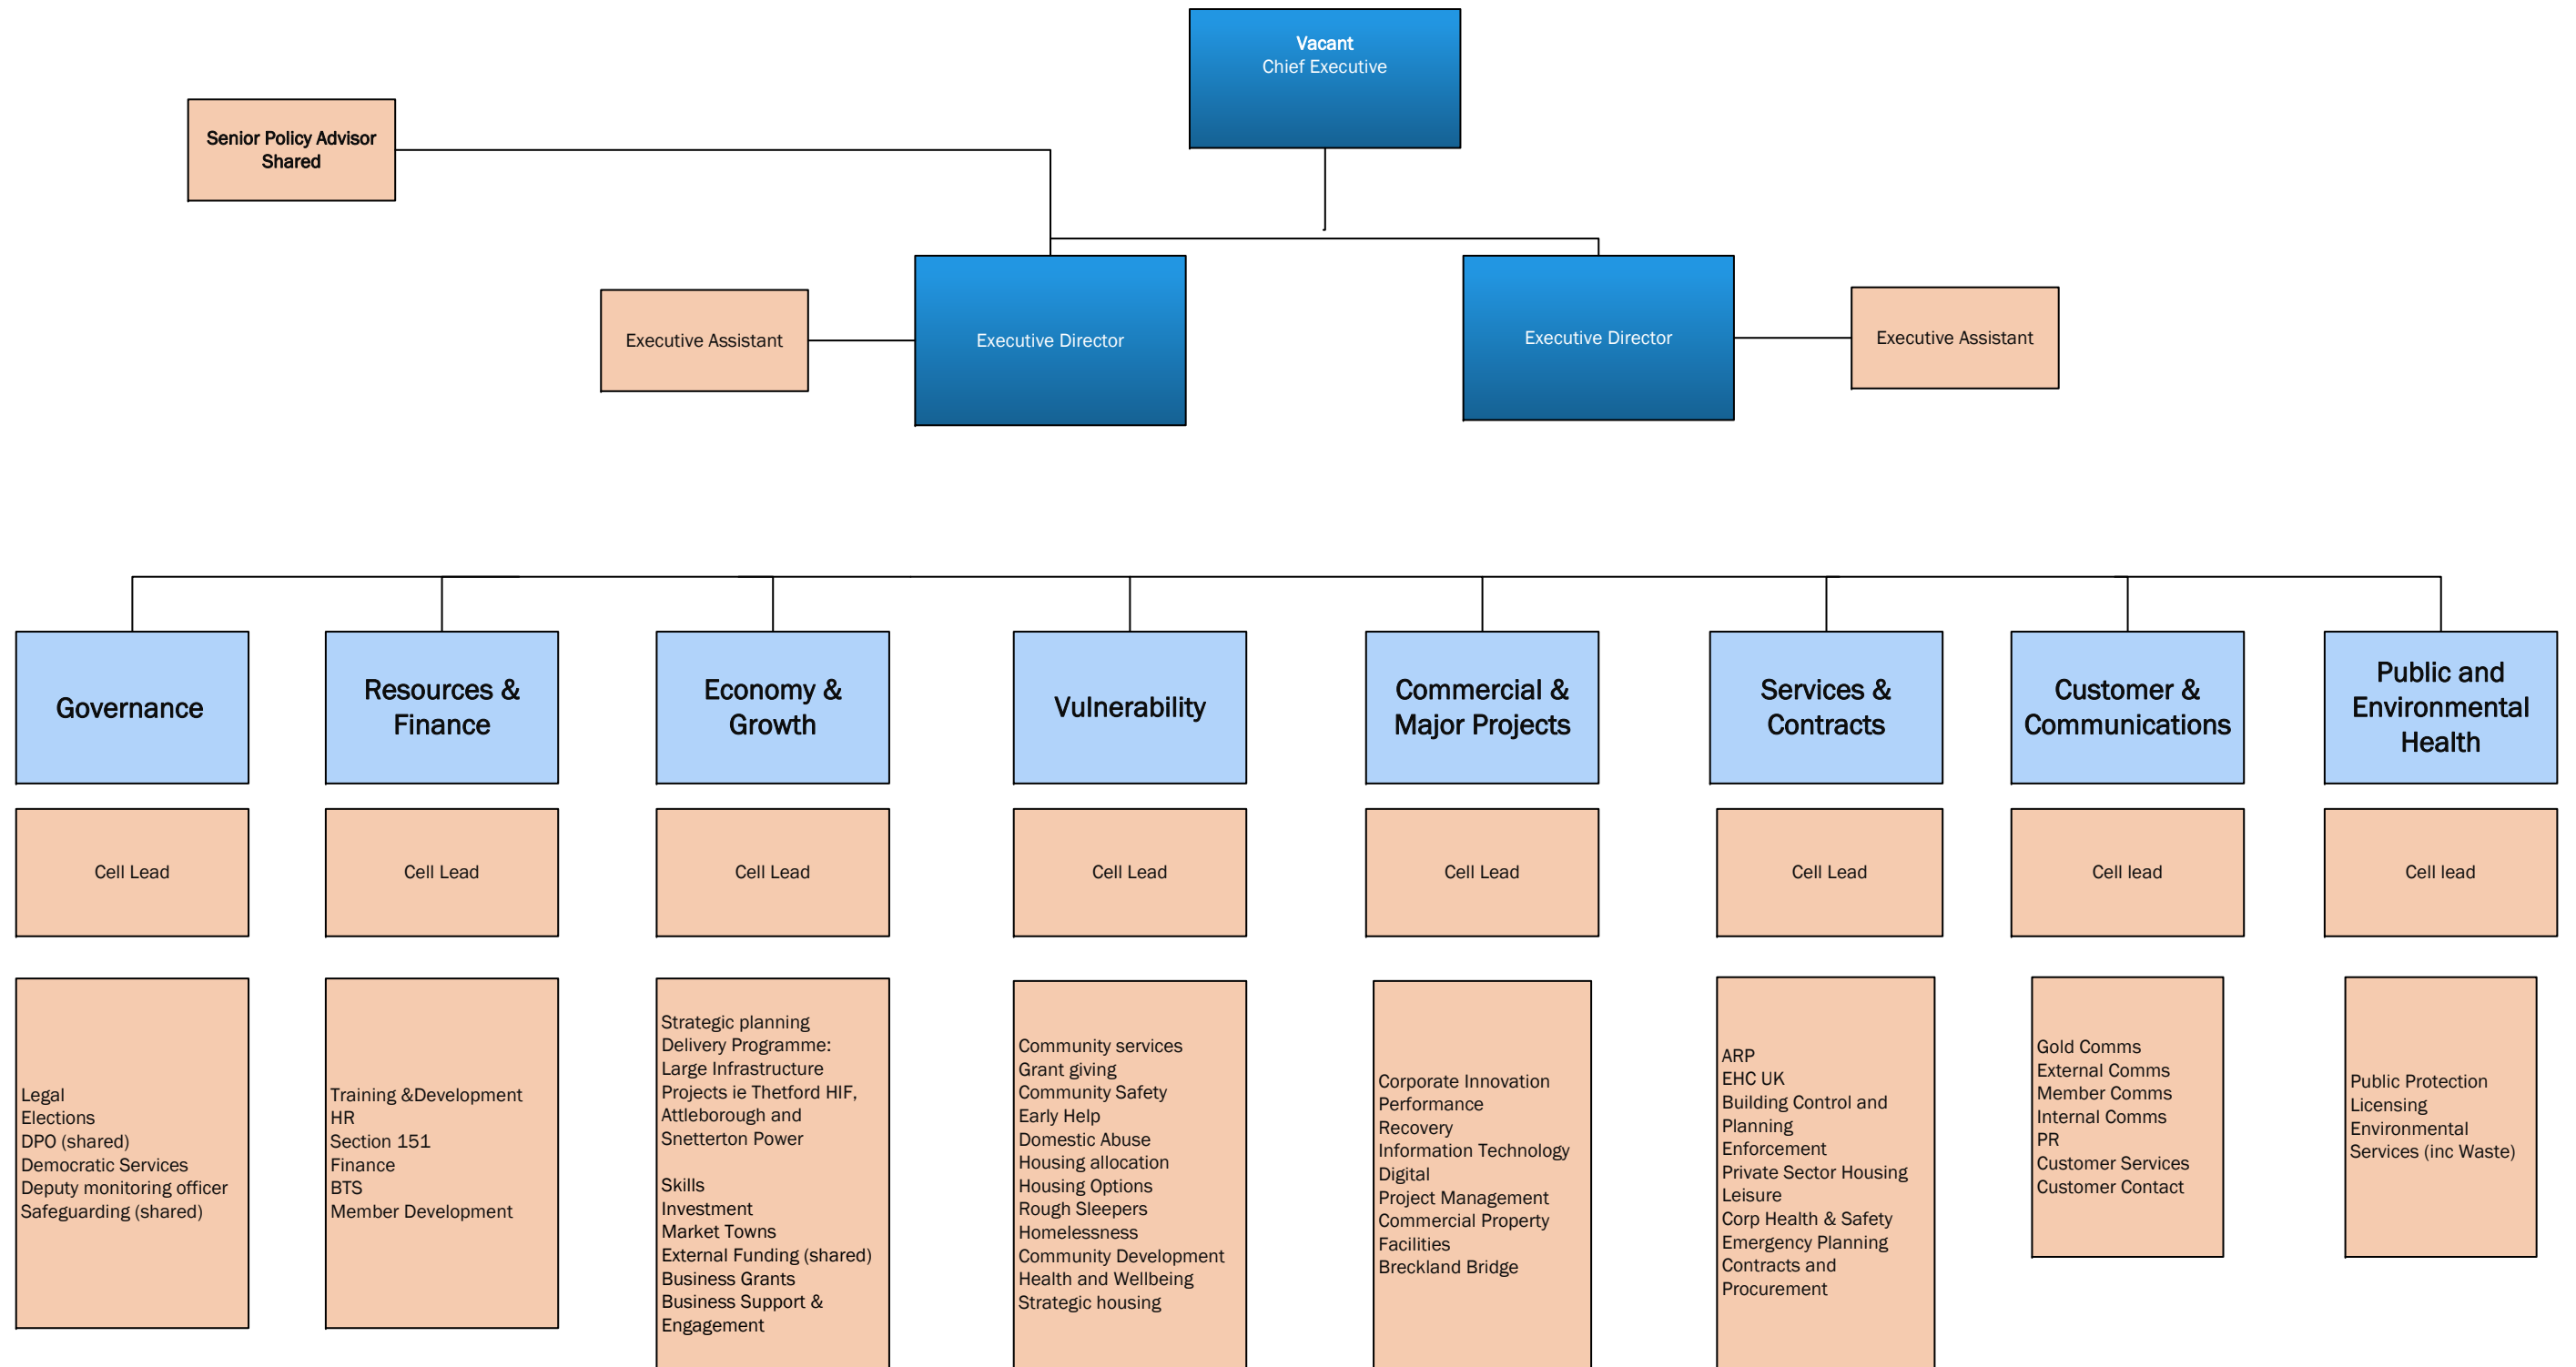 Vacant
Chief Executive
Senior Policy Advisor
Shared
Executive Assistant
Executive Director
Executive Director
Executive Assistant
Governance
Resources &
Finance
Economy &
Growth
Vulnerability
Commercial &
Major Projects
Services &
Contracts
Customer &
Communications
Public and
Environmental
Health
Cell Lead
Cell Lead
Cell Lead
Cell Lead
Cell Lead
Cell Lead
Cell lead
Cell lead
Legal
Elections
DPO (shared)
Democratic Services
Deputy monitoring officer
Safeguarding (shared)
Training &Development
HR
Section 151
Finance
BTS
Member Development
Strategic planning
Delivery Programme:
Large Infrastructure
Projects ie Thetford HIF,
Attleborough and
Snetterton Power
Skills
Investment
Market Towns
External Funding (shared)
Business Grants
Business Support &
Engagement
Community services
Grant giving
Community Safety
Early Help
Domestic Abuse
Housing allocation
Housing Options
Rough Sleepers
Homelessness
Community Development
Health and Wellbeing
Strategic housing
Corporate Innovation
Performance
Recovery
Information Technology
Digital
Project Management
Commercial Property
Facilities
Breckland Bridge
ARP
EHC UK
Building Control and
Planning
Enforcement
Private Sector Housing
Leisure
Corp Health & Safety
Emergency Planning
Contracts and
Procurement
Gold Comms
External Comms
Member Comms
Internal Comms
PR
Customer Services
Customer Contact
Public Protection
Licensing
Environmental
Services (inc Waste)